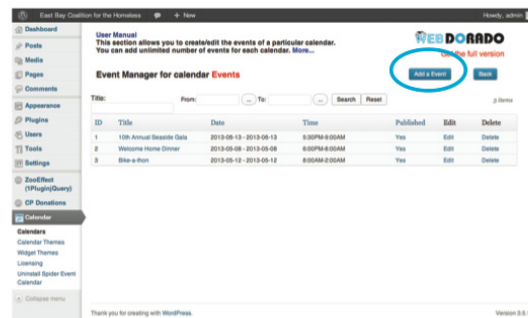 East Bay Coalition for the Homeless + New Howdy, admin
Dashboard
Posts
Media
Pages
Comments
Appearance
Plugins
Users
Tools
Settings
ZooEffect
(1Plugin|jQuery)
CP Donations
Calendar
Calendars
Calendar Themes
Widget Themes
Licensing
Uninstall Spider Event
Calendar
Collapse menu
User Manual
This section allows you to create/edit the events of a particular calendar.
You can add unlimited number of events for each calendar. More...
WEBDORADO
Get the full version
Event Manager for calendar Events
Add a Event Back
Title: From: ... To: ... Search Reset
3 items
ID Title Date Time Published Edit Delete
1 10th Annual Seaside Gala 2013-06-13 - 2013-06-13 5:30PM-8:00AM Yes Edit Delete
2 Welcome Home Dinner 2013-05-08 - 2013-05-08 6:00PM-8:00AM Yes Edit Delete
3 Bike-a-thon 2013-05-12 - 2013-05-12 8:00AM-2:00AM Yes Edit Delete
Thank you for creating with WordPress.
Version